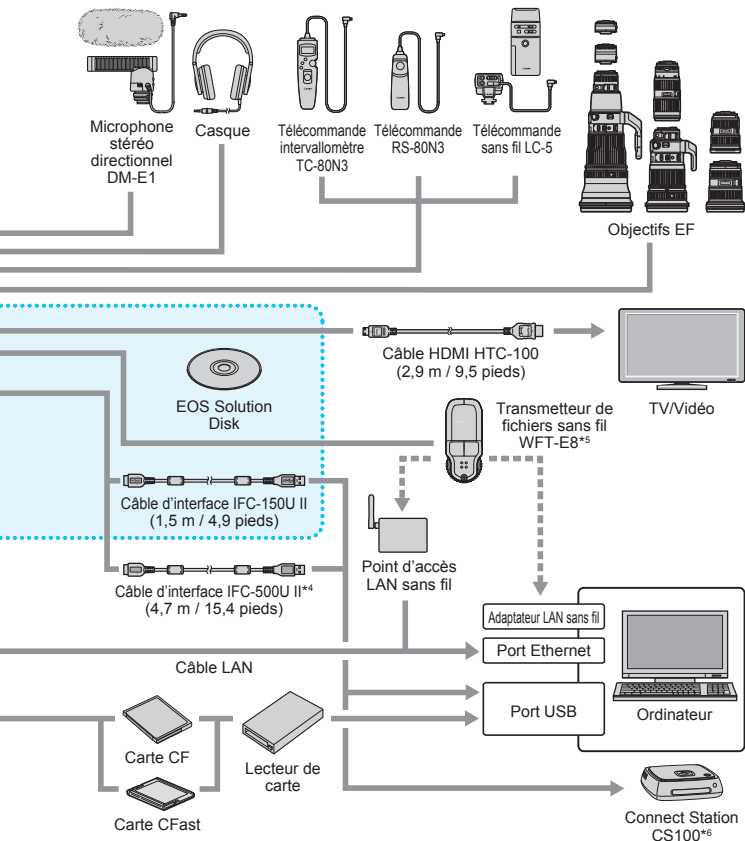 Microphone
stéréo
directionnel
DM-E1
Casque
Télécommande
intervallomètre
TC-80N3
Télécommande
RS-80N3
Télécommande
sans fil LC-5
Objectifs EF
Câble HDMI HTC-100
(2,9 m / 9,5 pieds)
TV/Vidéo
EOS Solution
Disk
Transmetteur de
fichiers sans fil
WFT-E8*5
Câble d'interface IFC-150U II
(1,5 m / 4,9 pieds)
Point d'accès
LAN sans fil
Câble d'interface IFC-500U II*4
(4,7 m / 15,4 pieds)
Adaptateur LAN sans fil
Port Ethernet
Câble LAN
Port USB
Ordinateur
Carte CF
Lecteur de
carte
Carte CFast
Connect Station
CS100*6